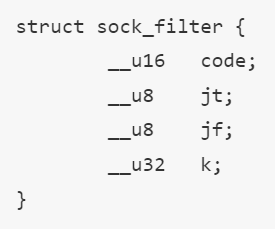 struct sock_filter {
        __u16   code;
        __u8    jt;
        __u8    jf;
        __u32   k;
}